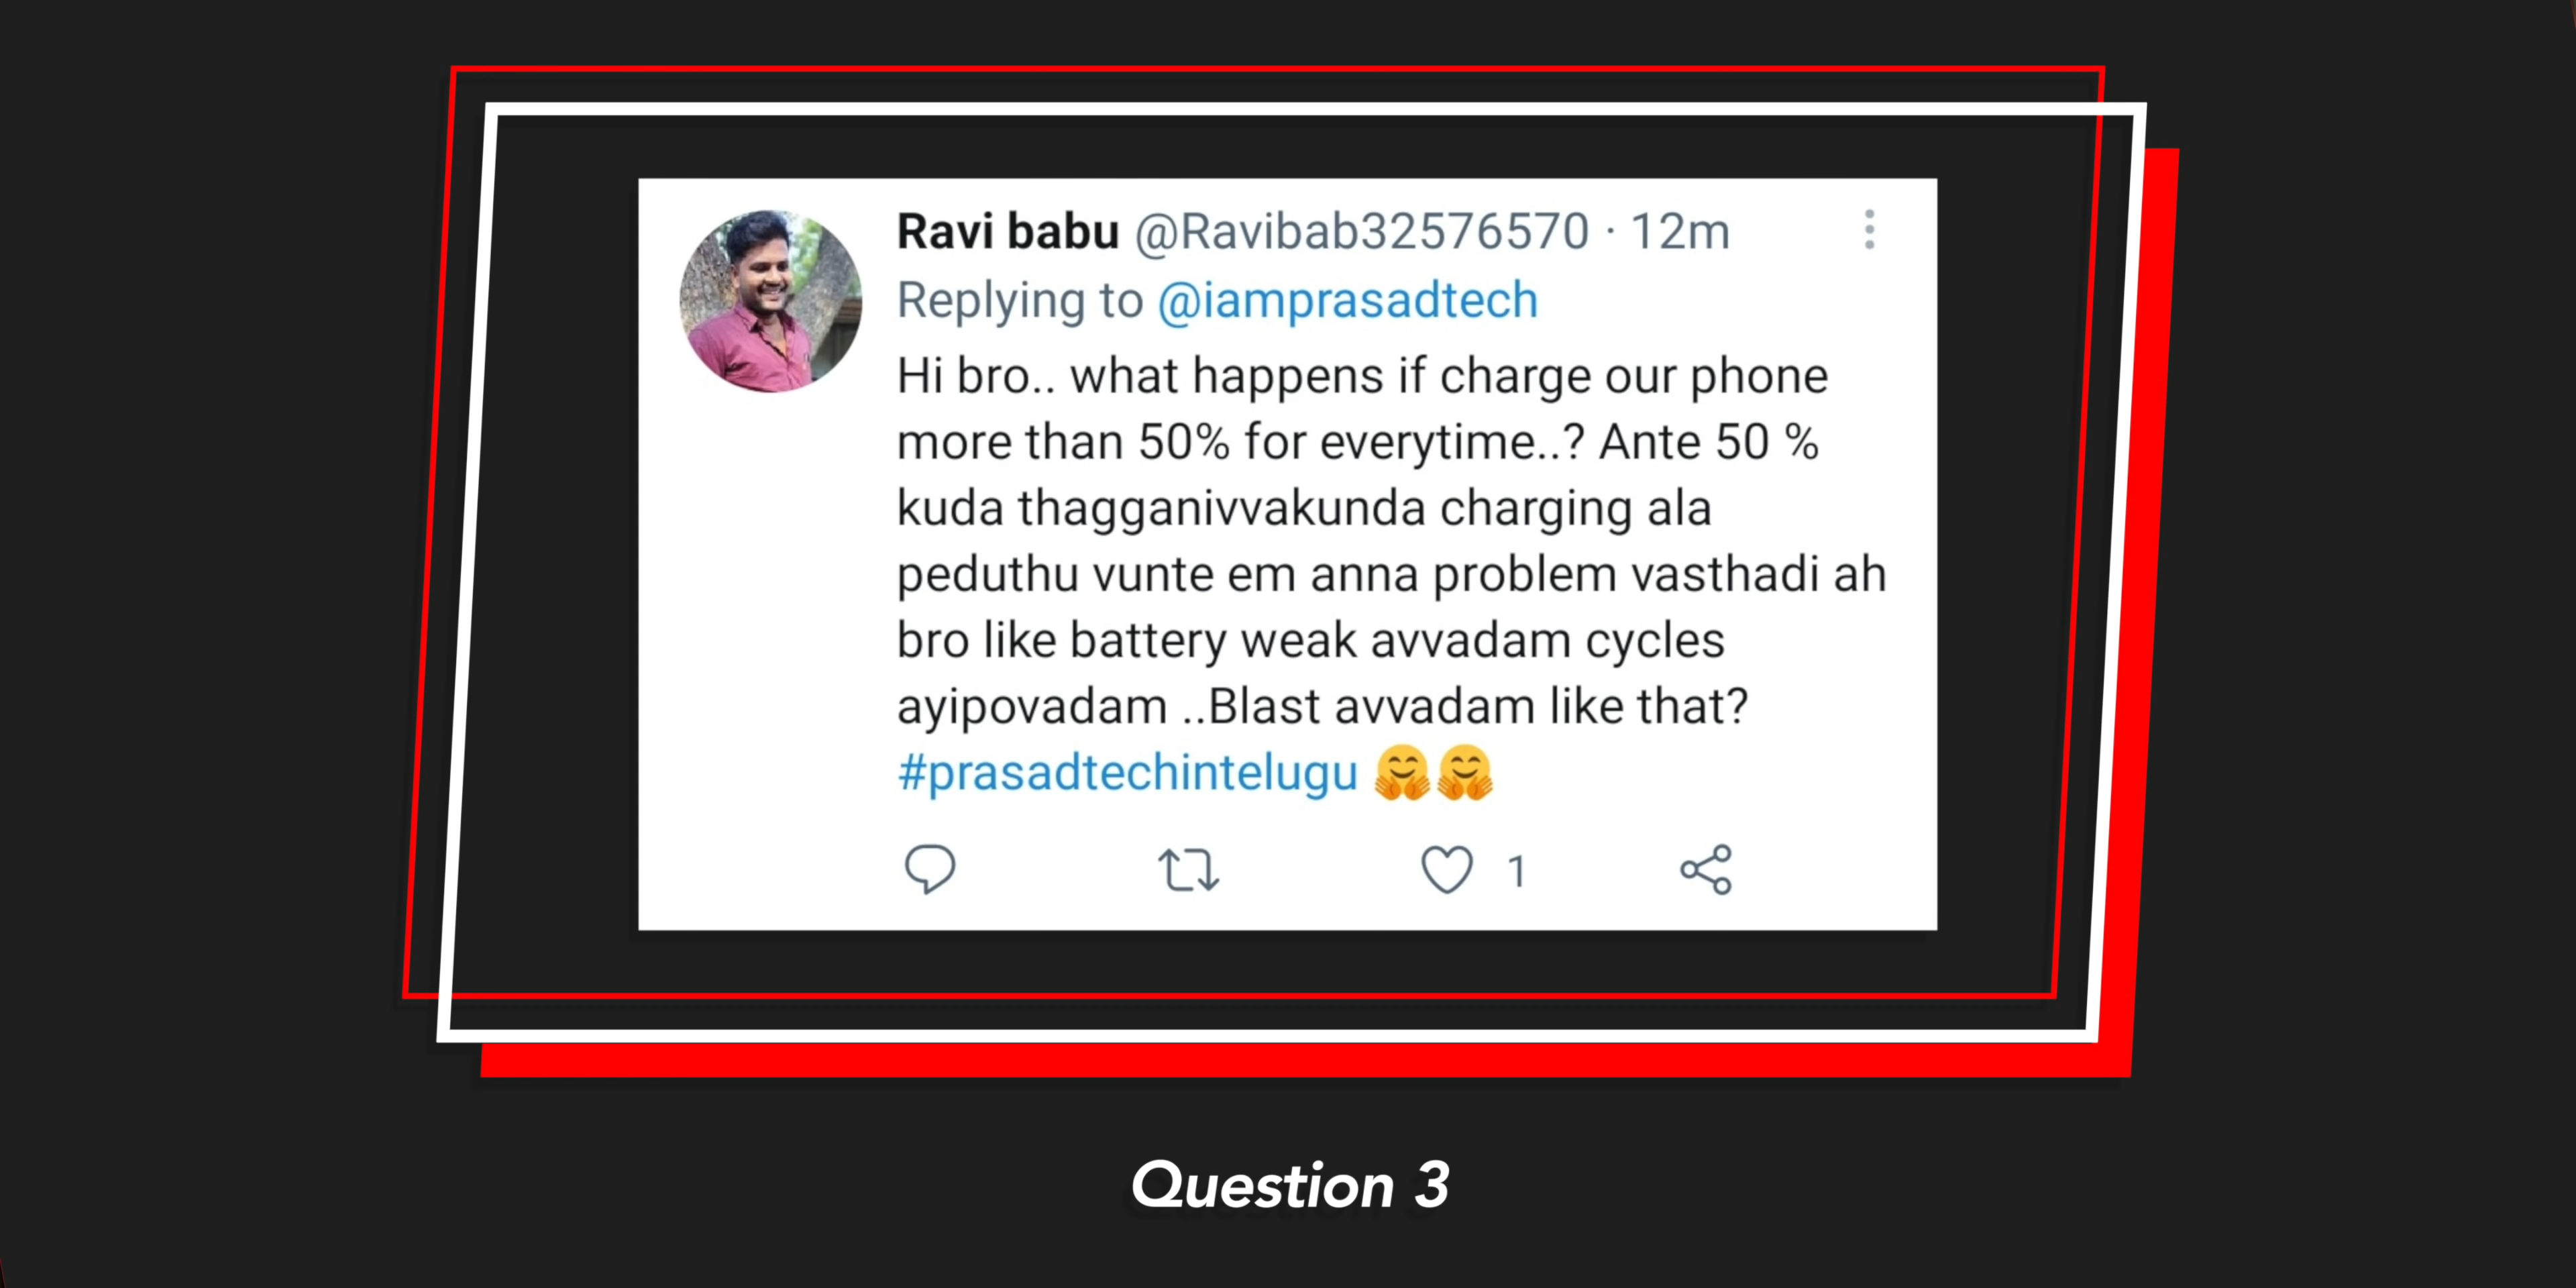 Ravi babu @Ravibab32576570 · 12m
Replying to @iamprasadtech
Hi bro.. what happens if charge our phone
more than 50% for everytime..? Ante 50 %
kuda thagganivvakunda charging ala
peduthu vunte em anna problem vasthadi ah
bro like battery weak avvadam cycles
ayipovadam ..Blast avvadam like that?
#prasadtechintelugu 🤗🤗
1
Question 3